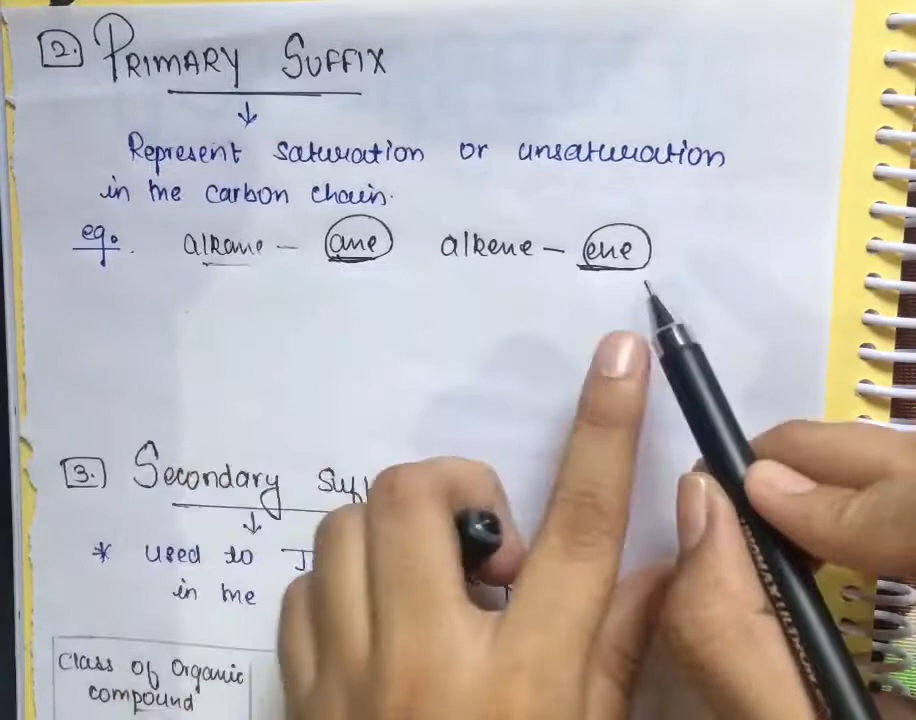 2. PRIMARY SUFFIX
↓
Represent saturation or unsaturation
in the carbon chain.
eg. alkane - ane alkene - ene
3. Secondary
↓
* used to
in the
Class of Organic
compound